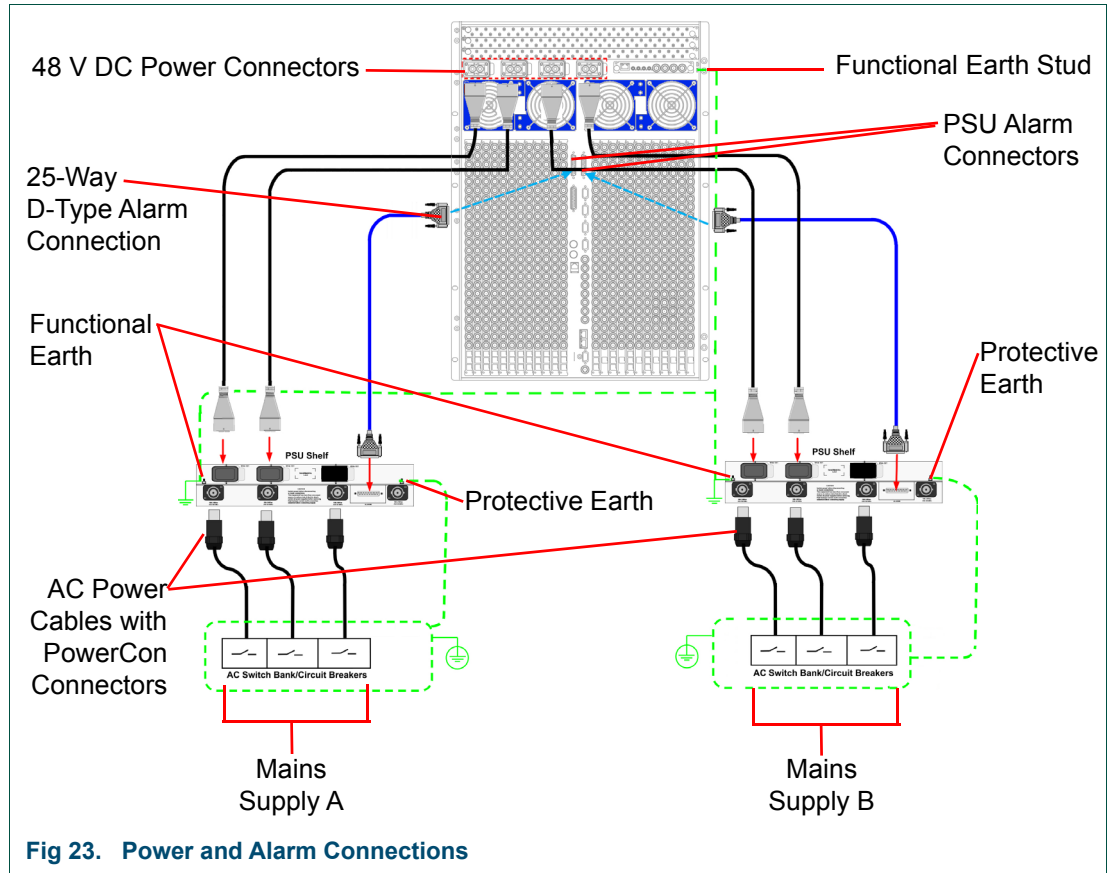 48 V DC Power Connectors
Functional Earth Stud
PSU Alarm
Connectors
25-Way
D-Type Alarm
Connection
Functional
Earth
Protective
Earth
PSU Shelf
PSU Shelf
Protective Earth
AC Power
Cables with
PowerCon
Connectors
AC Switch Bank/Circuit Breakers
AC Switch Bank/Circuit Breakers
Mains
Supply A
Mains
Supply B
Fig 23. Power and Alarm Connections